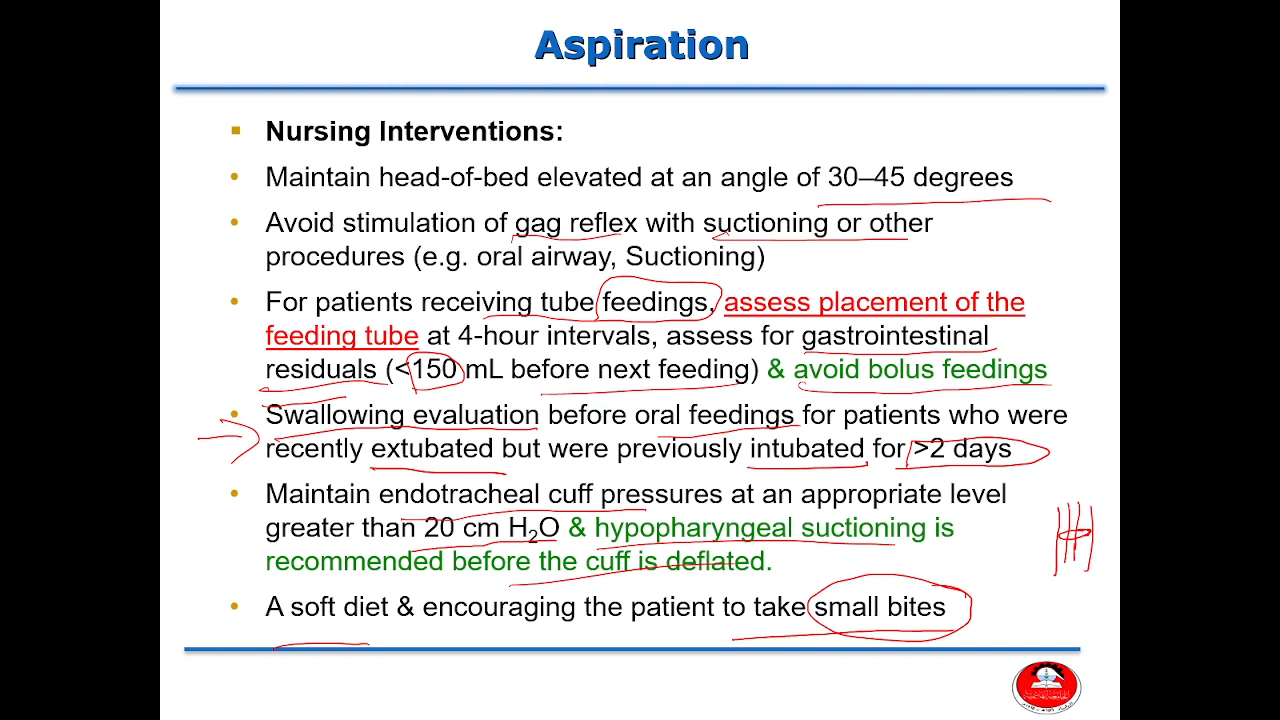 Aspiration
Nursing Interventions:
Maintain head-of-bed elevated at an angle of 30–45 degrees
Avoid stimulation of gag reflex with suctioning or other
procedures (e.g. oral airway, Suctioning)
For patients receiving tube feedings, assess placement of the
feeding tube at 4-hour intervals, assess for gastrointestinal
residuals (<150 mL before next feeding) & avoid bolus feedings
Swallowing evaluation before oral feedings for patients who were
recently extubated but were previously intubated for >2 days
Maintain endotracheal cuff pressures at an appropriate level
greater than 20 cm H₂O & hypopharyngeal suctioning is
recommended before the cuff is deflated.
A soft diet & encouraging the patient to take small bites